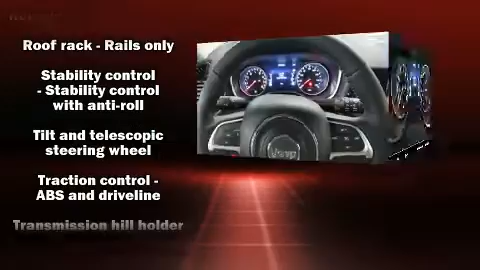 Roof rack - Rails only
Stability control
- Stability control
with anti-roll
Tilt and telescopic
steering wheel
Traction control -
ABS and driveline
Transmission hill holder
Jeep